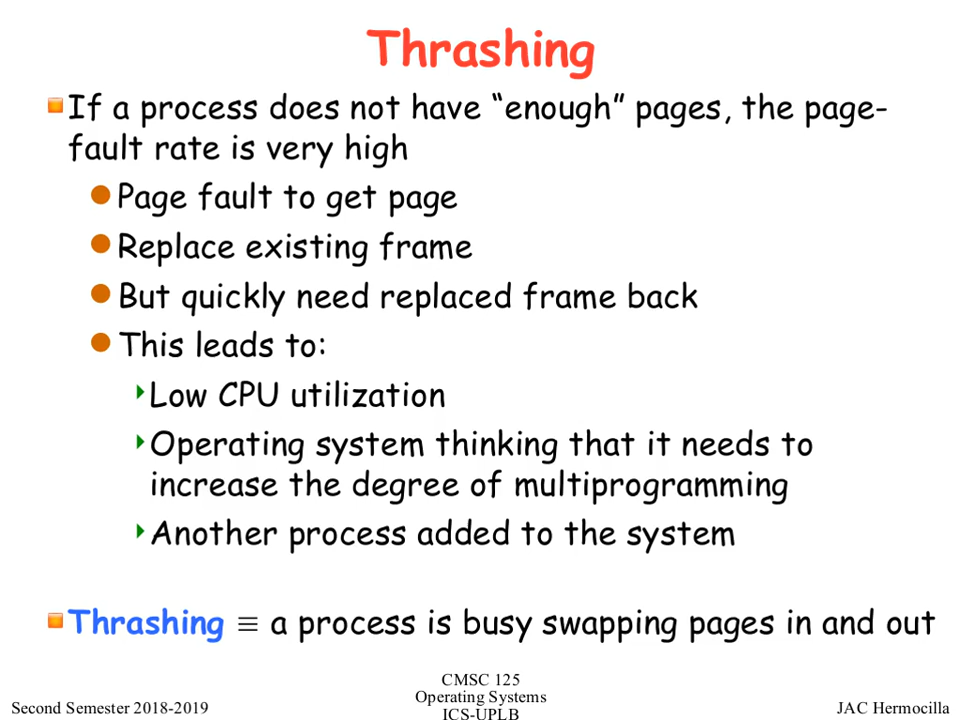 Thrashing
If a process does not have “enough” pages, the page-
fault rate is very high
Page fault to get page
Replace existing frame
But quickly need replaced frame back
This leads to:
Low CPU utilization
Operating system thinking that it needs to
increase the degree of multiprogramming
Another process added to the system
Thrashing ≡ a process is busy swapping pages in and out
Second Semester 2018-2019
CMSC 125
Operating Systems
ICS-UPLB
JAC Hermocilla